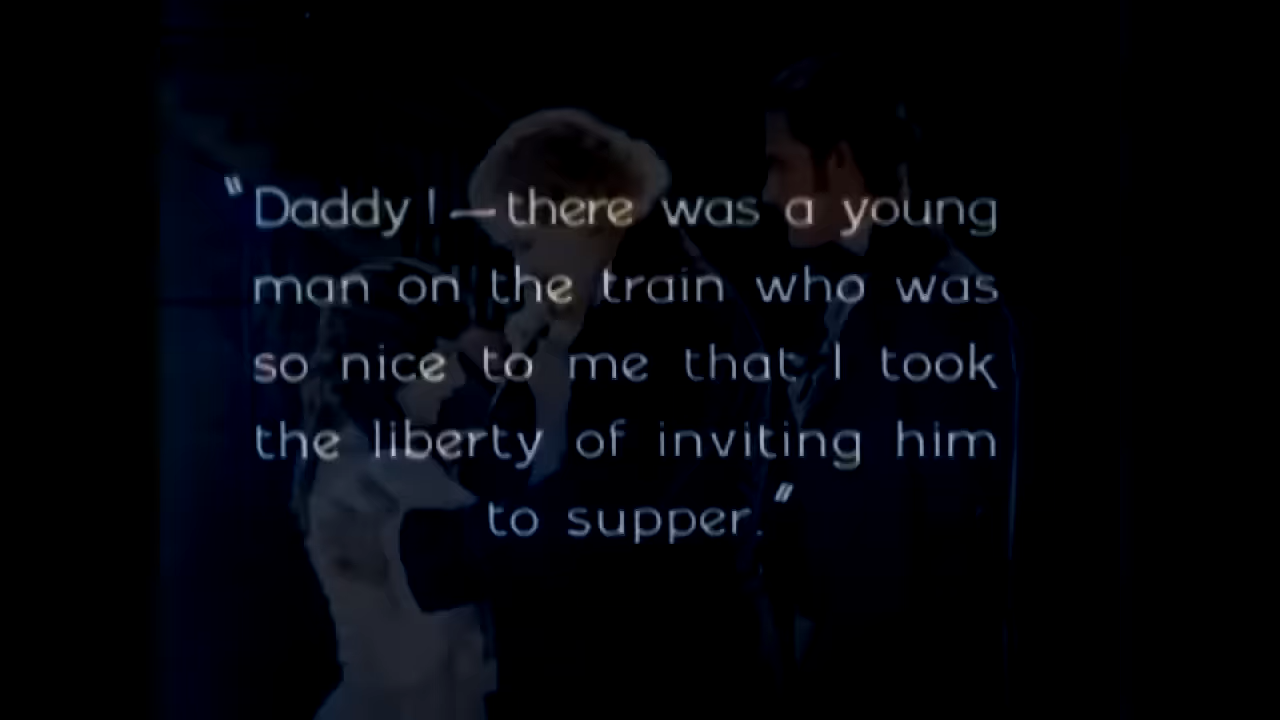 "Daddy! — there was a young
man on the train who was
so nice to me that I took
the liberty of inviting him
to supper."